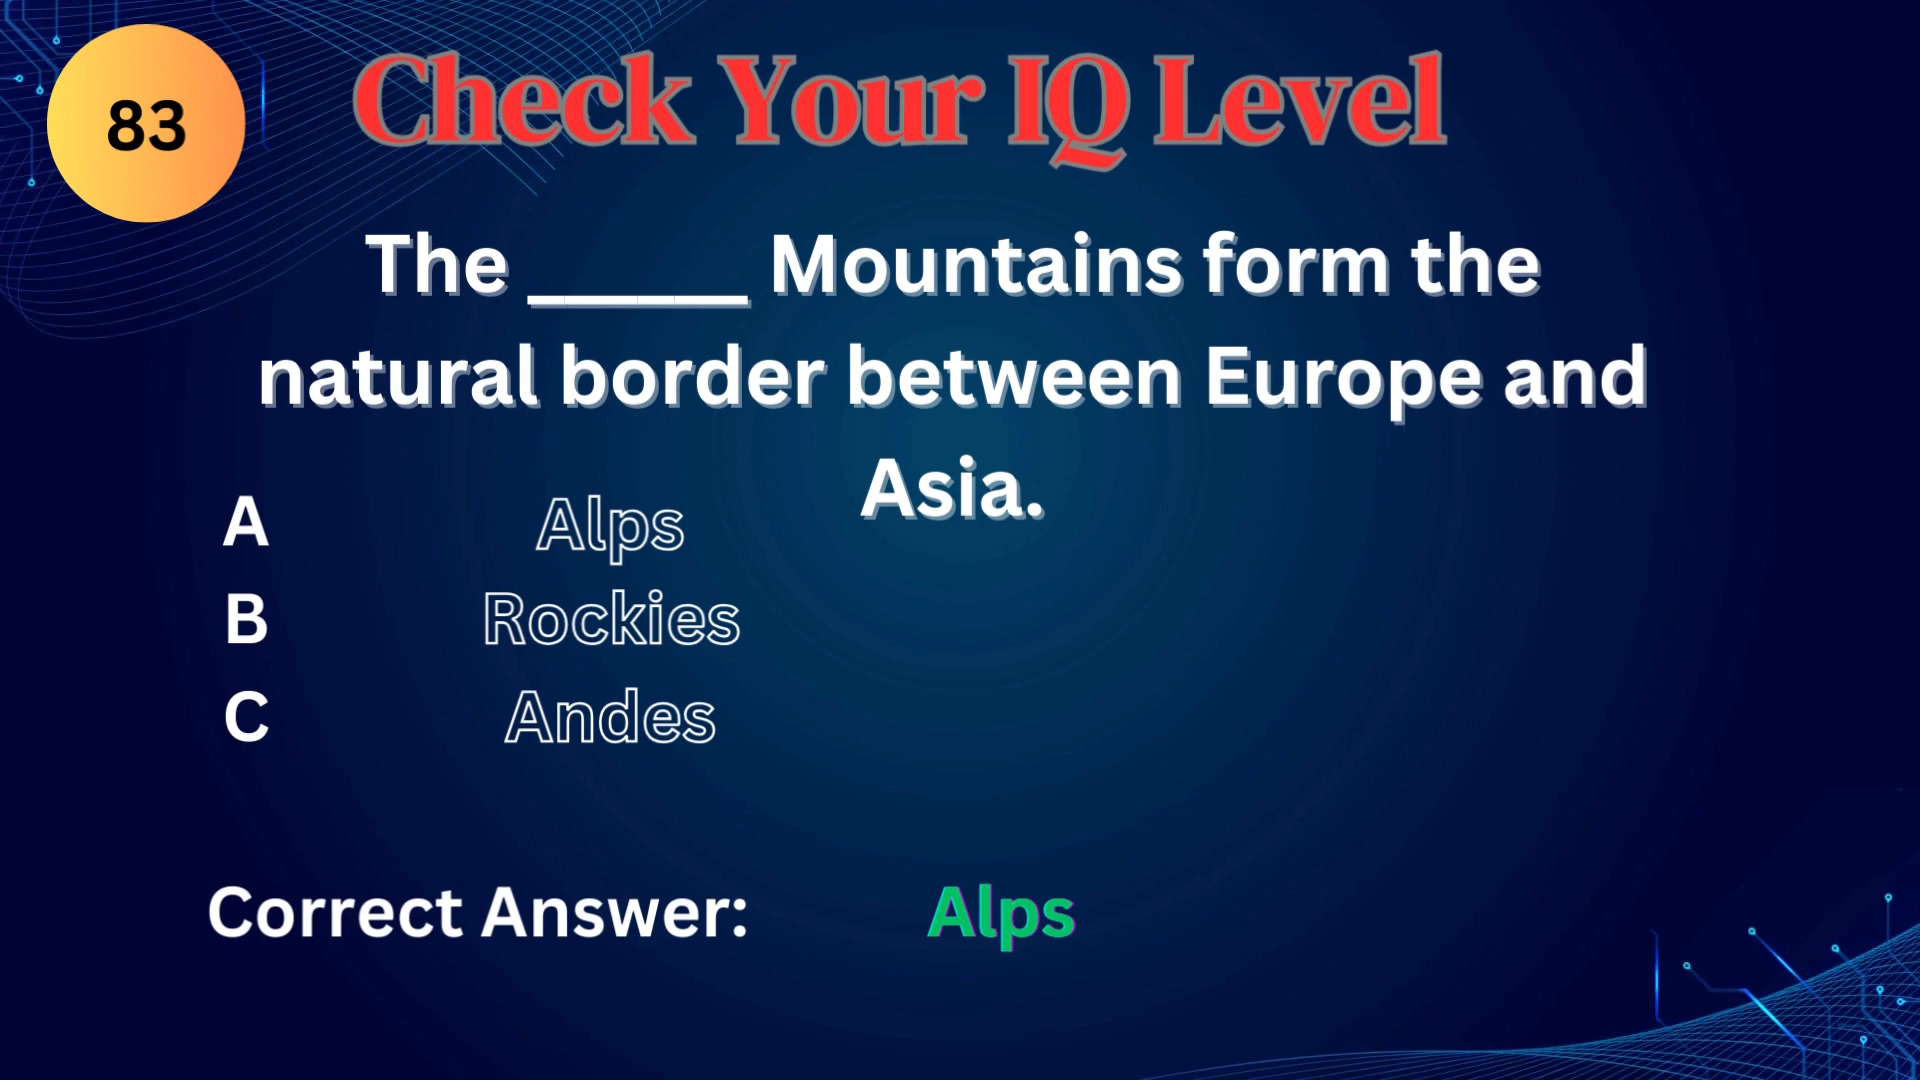 83
Check Your IQ Level
The ______ Mountains form the
natural border between Europe and
Asia.
A Alps
B Rockies
C Andes
Correct Answer: Alps